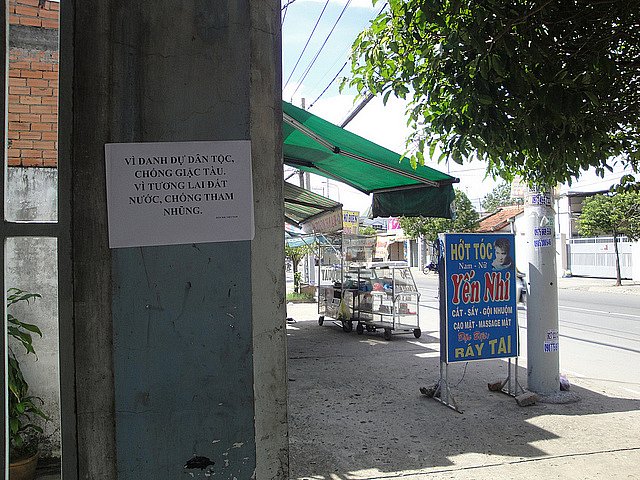 VÌ DANH DỰ DÂN TỘC,
CHỐNG GIẶC TÀU.
VÌ TƯƠNG LAI ĐẤT
NƯỚC, CHỐNG THAM
NHŨNG.
HỚT TÓC
Nam - Nữ
Yến Nhi
CẮT - SẤY - GỘI NHUỘM
CẠO MẶT - MASSAGE MẶT
RÁY TAI